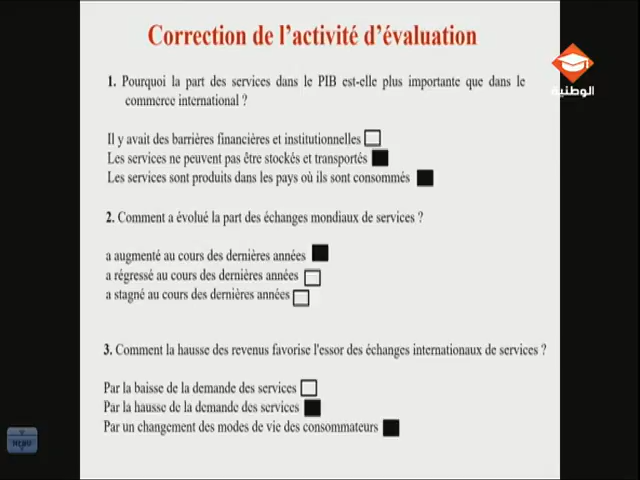 Correction de l'activité d'évaluation
الوطنية
1. Pourquoi la part des services dans le PIB est-elle plus importante que dans le
commerce international ?
Il y avait des barrières financières et institutionnelles
Les services ne peuvent pas être stockés et transportés
Les services sont produits dans les pays où ils sont consommés
2. Comment a évolué la part des échanges mondiaux de services ?
a augmenté au cours des dernières années
a régressé au cours des dernières années
a stagné au cours des dernières années
3. Comment la hausse des revenus favorise l'essor des échanges internationaux de services ?
Par la baisse de la demande des services
Par la hausse de la demande des services
Par un changement des modes de vie des consommateurs
MENU